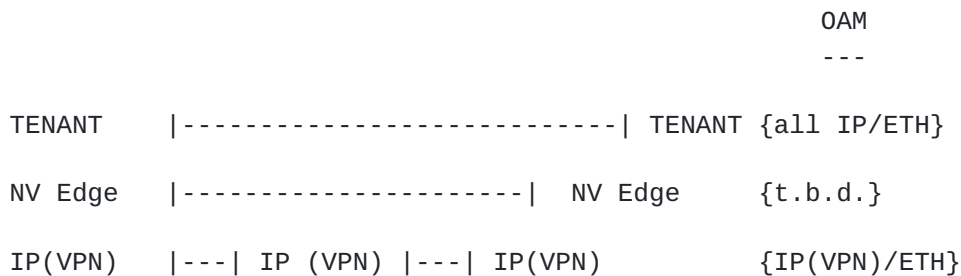 OAM
---
TENANT |----------------------------| TENANT {all IP/ETH}
NV Edge |----------------------| NV Edge {t.b.d.}
IP(VPN) |---| IP (VPN) |---| IP(VPN) {IP(VPN)/ETH}